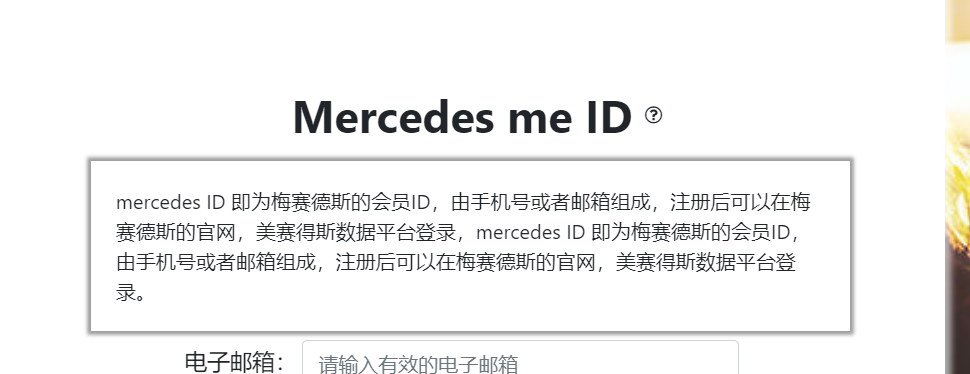 Mercedes me ID ?
mercedes ID 即为梅赛德斯的会员ID，由手机号或者邮箱组成，注册后可以在梅
赛德斯的官网，美赛得斯数据平台登录，mercedes ID 即为梅赛德斯的会员ID，
由手机号或者邮箱组成，注册后可以在梅赛德斯的官网，美赛得斯数据平台登
录。
电子邮箱： 请输入有效的电子邮箱